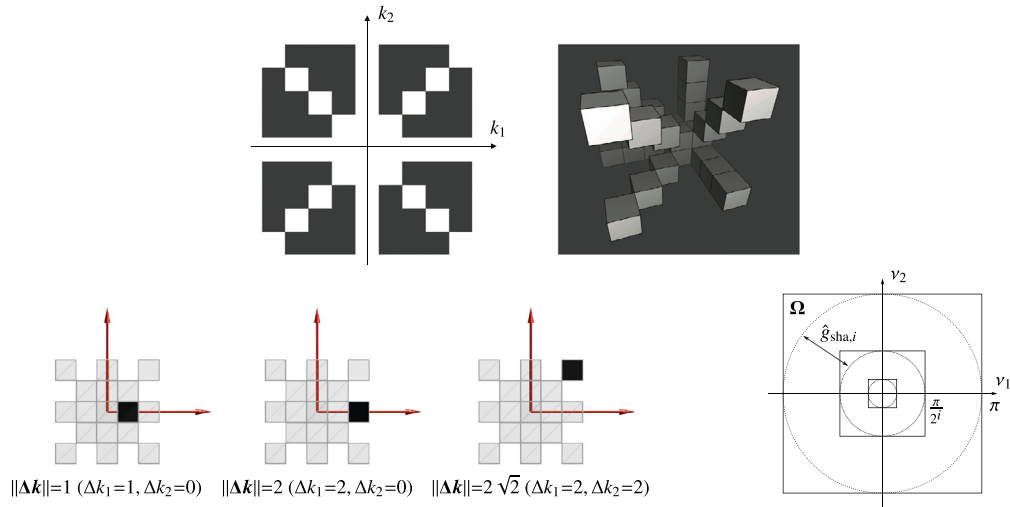 k₂
k₁
ν₂
Ω
ĝ_sha,i
ν₁
π
π/2^i
‖Δk‖=1 (Δk₁=1, Δk₂=0)
‖Δk‖=2 (Δk₁=2, Δk₂=0)
‖Δk‖=2 √2 (Δk₁=2, Δk₂=2)